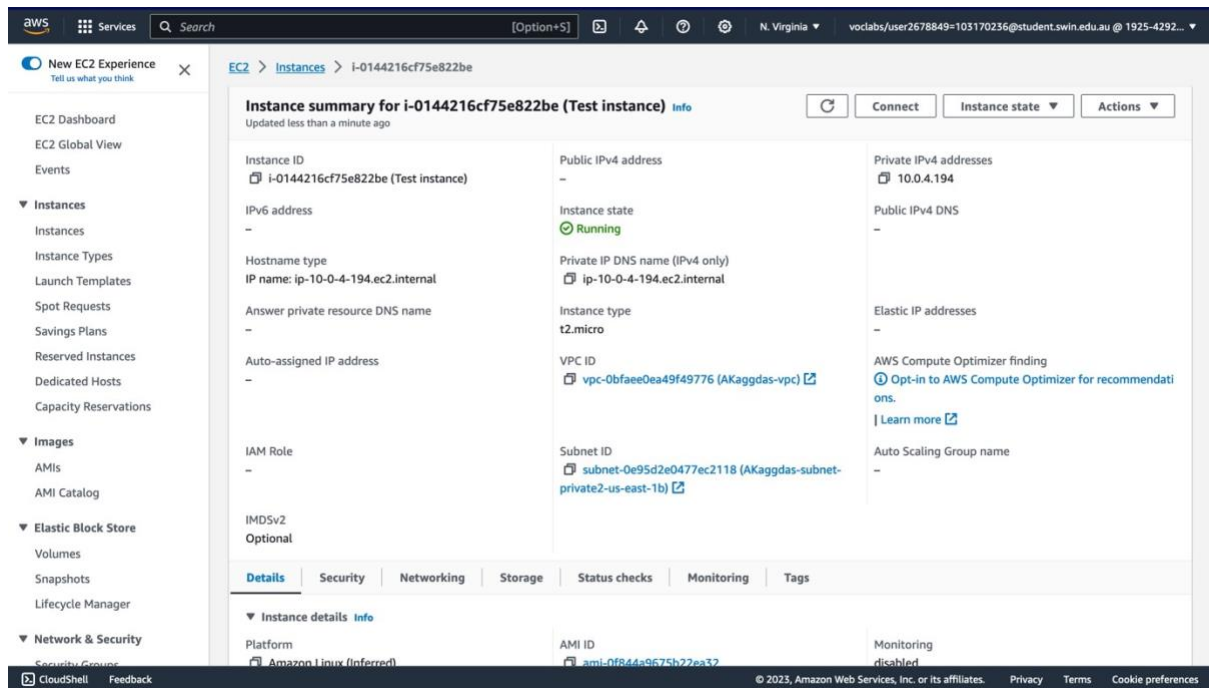 aws
Services
Search
[Option+S]
N. Virginia ▼
voclabs/user2678849=103170236@student.swin.edu.au @ 1925-4292... ▼
New EC2 Experience
Tell us what you think
EC2 Dashboard
EC2 Global View
Events
▼ Instances
Instances
Instance Types
Launch Templates
Spot Requests
Savings Plans
Reserved Instances
Dedicated Hosts
Capacity Reservations
▼ Images
AMIs
AMI Catalog
▼ Elastic Block Store
Volumes
Snapshots
Lifecycle Manager
▼ Network & Security
Security Groups
EC2 > Instances > i-0144216cf75e822be
Instance summary for i-0144216cf75e822be (Test instance) Info
Updated less than a minute ago
Connect
Instance state ▼
Actions ▼
Instance ID
i-0144216cf75e822be (Test instance)
Public IPv4 address
–
Private IPv4 addresses
10.0.4.194
IPv6 address
–
Instance state
Running
Public IPv4 DNS
–
Hostname type
IP name: ip-10-0-4-194.ec2.internal
Private IP DNS name (IPv4 only)
ip-10-0-4-194.ec2.internal
Answer private resource DNS name
–
Instance type
t2.micro
Elastic IP addresses
–
Auto-assigned IP address
–
VPC ID
vpc-0bfaee0ea49f49776 (AKaggdas-vpc)
AWS Compute Optimizer finding
Opt-in to AWS Compute Optimizer for recommendati
ons.
| Learn more
IAM Role
–
Subnet ID
subnet-0e95d2e0477ec2118 (AKaggdas-subnet-
private2-us-east-1b)
Auto Scaling Group name
–
IMDSv2
Optional
Details
Security
Networking
Storage
Status checks
Monitoring
Tags
▼ Instance details Info
Platform
Amazon Linux (Inferred)
AMI ID
ami-0f844a9675b22ea32
Monitoring
disabled
CloudShell
Feedback
© 2023, Amazon Web Services, Inc. or its affiliates.
Privacy
Terms
Cookie preferences